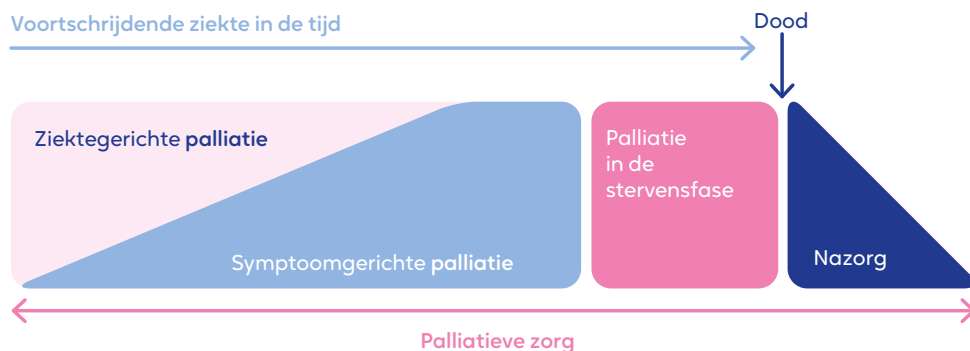 Voortschrijdende ziekte in de tijd
Dood
Ziektegerichte palliatie
Palliatie
in de
stervensfase
Symptoomgerichte palliatie
Nazorg
Palliatieve zorg